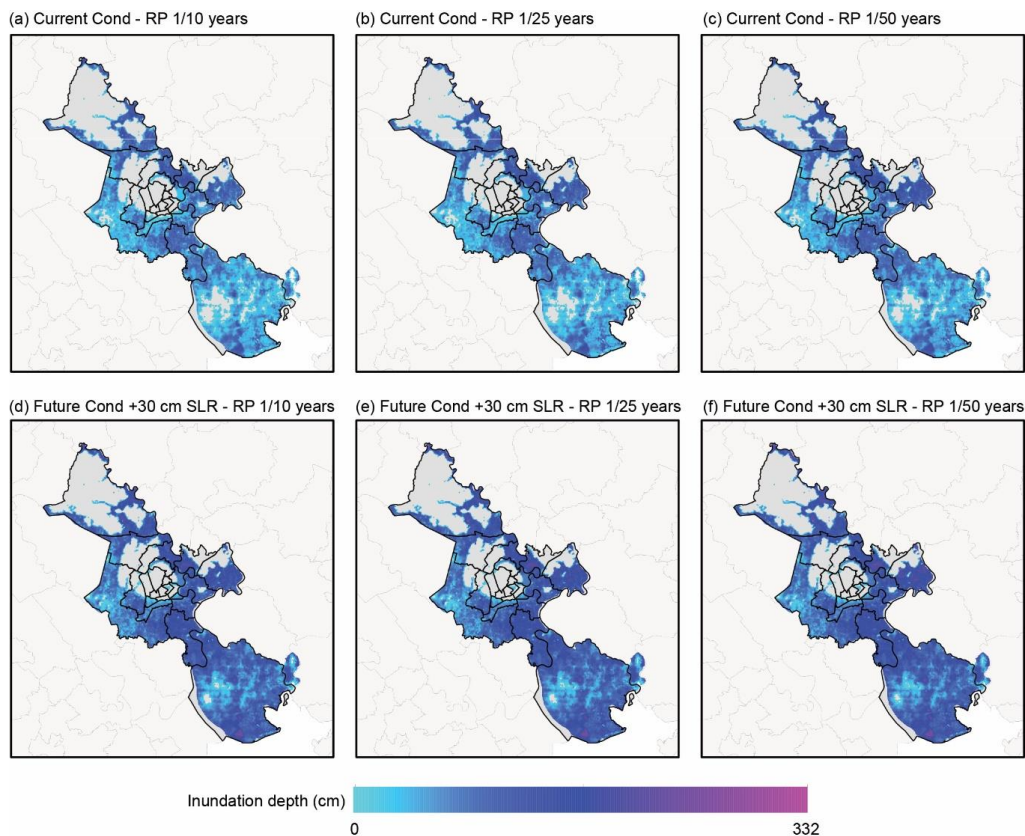 (a) Current Cond - RP 1/10 years
(b) Current Cond - RP 1/25 years
(c) Current Cond - RP 1/50 years
(d) Future Cond +30 cm SLR - RP 1/10 years
(e) Future Cond +30 cm SLR - RP 1/25 years
(f) Future Cond +30 cm SLR - RP 1/50 years
Inundation depth (cm)
0
332